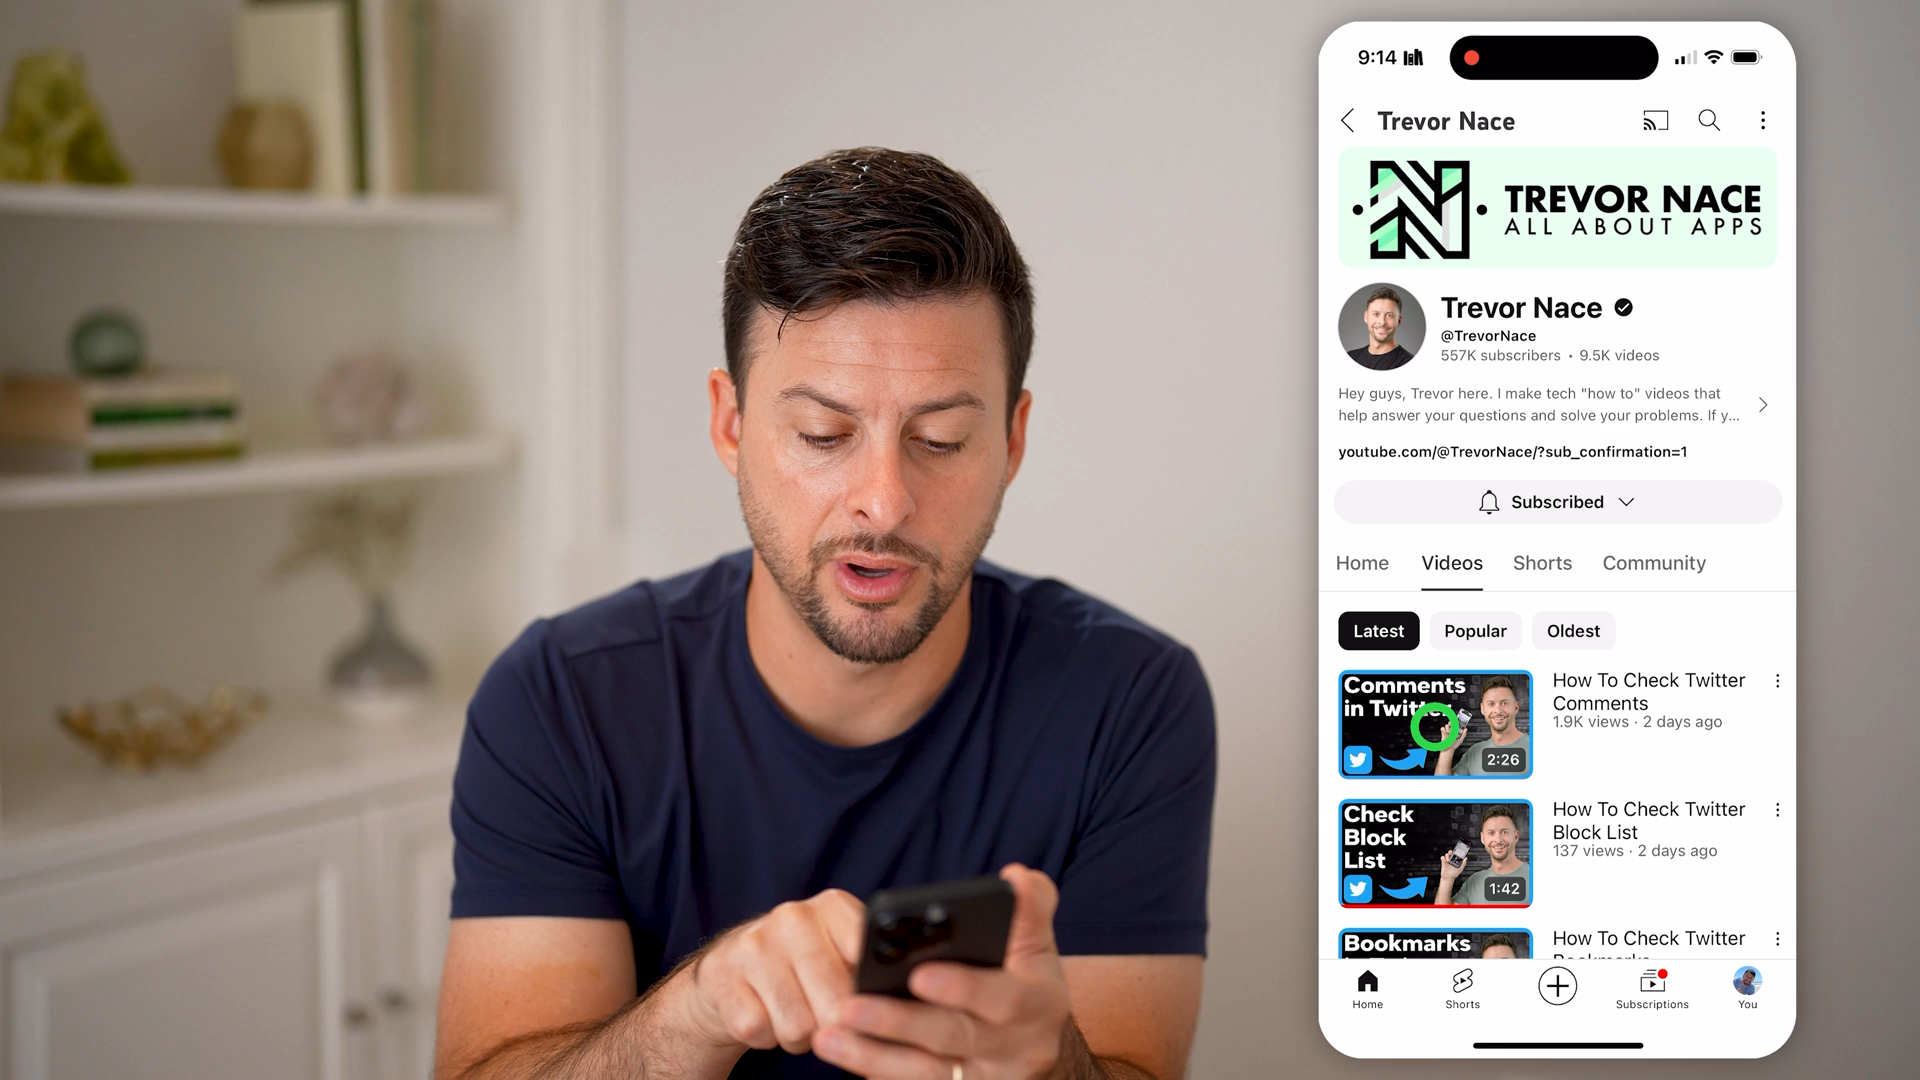 9:14
Trevor Nace
TREVOR NACE
ALL ABOUT APPS
Trevor Nace
@TrevorNace
557K subscribers • 9.5K videos
Hey guys, Trevor here. I make tech "how to" videos that
help answer your questions and solve your problems. If y...
youtube.com/@TrevorNace/?sub_confirmation=1
Subscribed
Home Videos Shorts Community
Latest Popular Oldest
Comments
in Twitter
2:26
How To Check Twitter
Comments
1.9K views · 2 days ago
Check
Block
List
1:42
How To Check Twitter
Block List
137 views · 2 days ago
Bookmarks
How To Check Twitter
Bookmarks
Home Shorts Subscriptions You